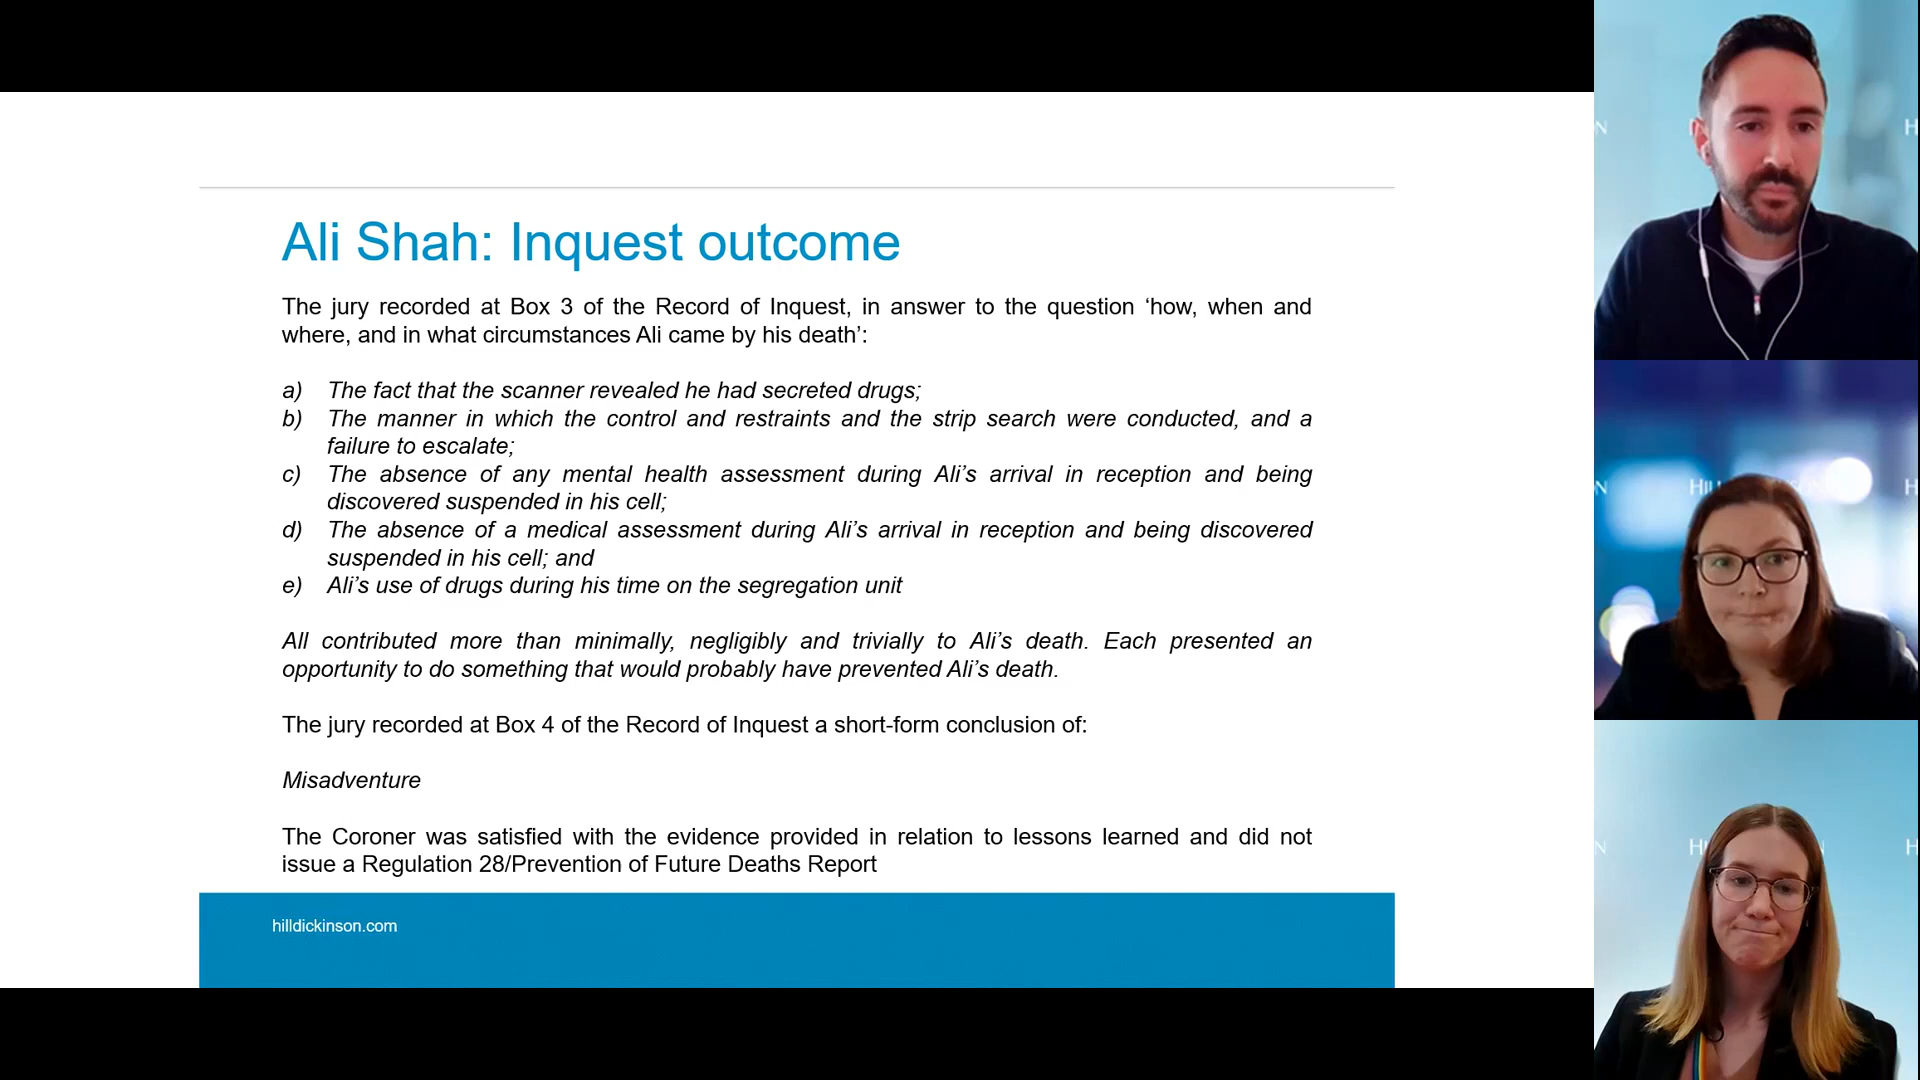 Ali Shah: Inquest outcome
The jury recorded at Box 3 of the Record of Inquest, in answer to the question ‘how, when and
where, and in what circumstances Ali came by his death’:
a) The fact that the scanner revealed he had secreted drugs;
b) The manner in which the control and restraints and the strip search were conducted, and a
failure to escalate;
c) The absence of any mental health assessment during Ali’s arrival in reception and being
discovered suspended in his cell;
d) The absence of a medical assessment during Ali’s arrival in reception and being discovered
suspended in his cell; and
e) Ali’s use of drugs during his time on the segregation unit
All contributed more than minimally, negligibly and trivially to Ali’s death. Each presented an
opportunity to do something that would probably have prevented Ali’s death.
The jury recorded at Box 4 of the Record of Inquest a short-form conclusion of:
Misadventure
The Coroner was satisfied with the evidence provided in relation to lessons learned and did not
issue a Regulation 28/Prevention of Future Deaths Report
hilldickinson.com